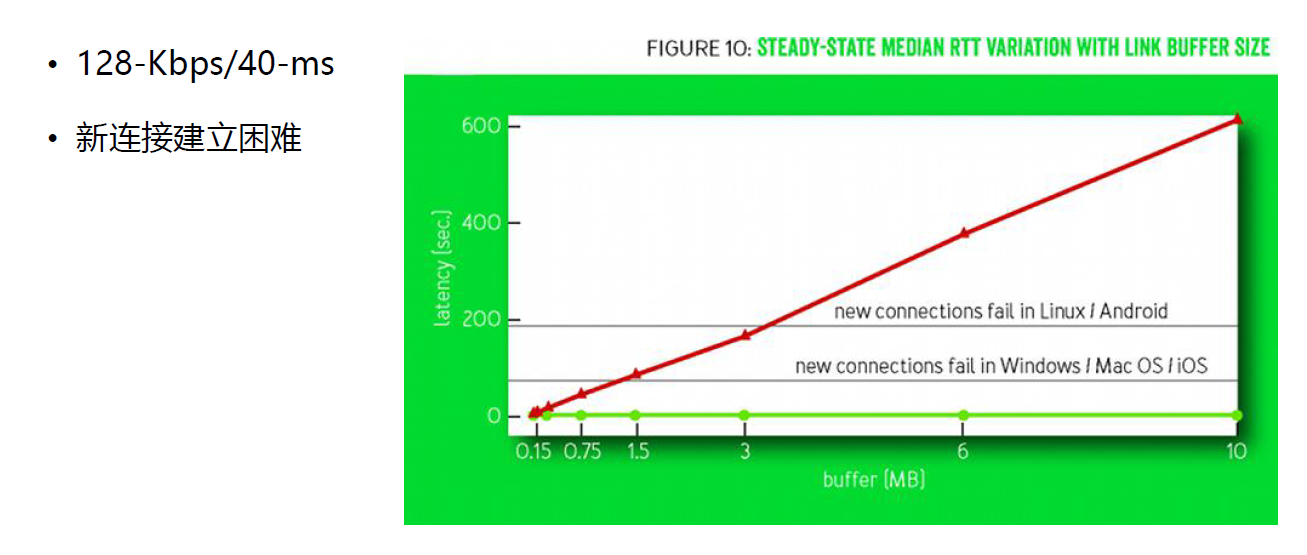 • 128-Kbps/40-ms
• 新连接建立困难
FIGURE 10: STEADY-STATE MEDIAN RTT VARIATION WITH LINK BUFFER SIZE
latency (sec.)
600
400
200
0
new connections fail in Linux / Android
new connections fail in Windows / Mac OS / iOS
0.15 0.75 1.5 3 6 10
buffer (MB)